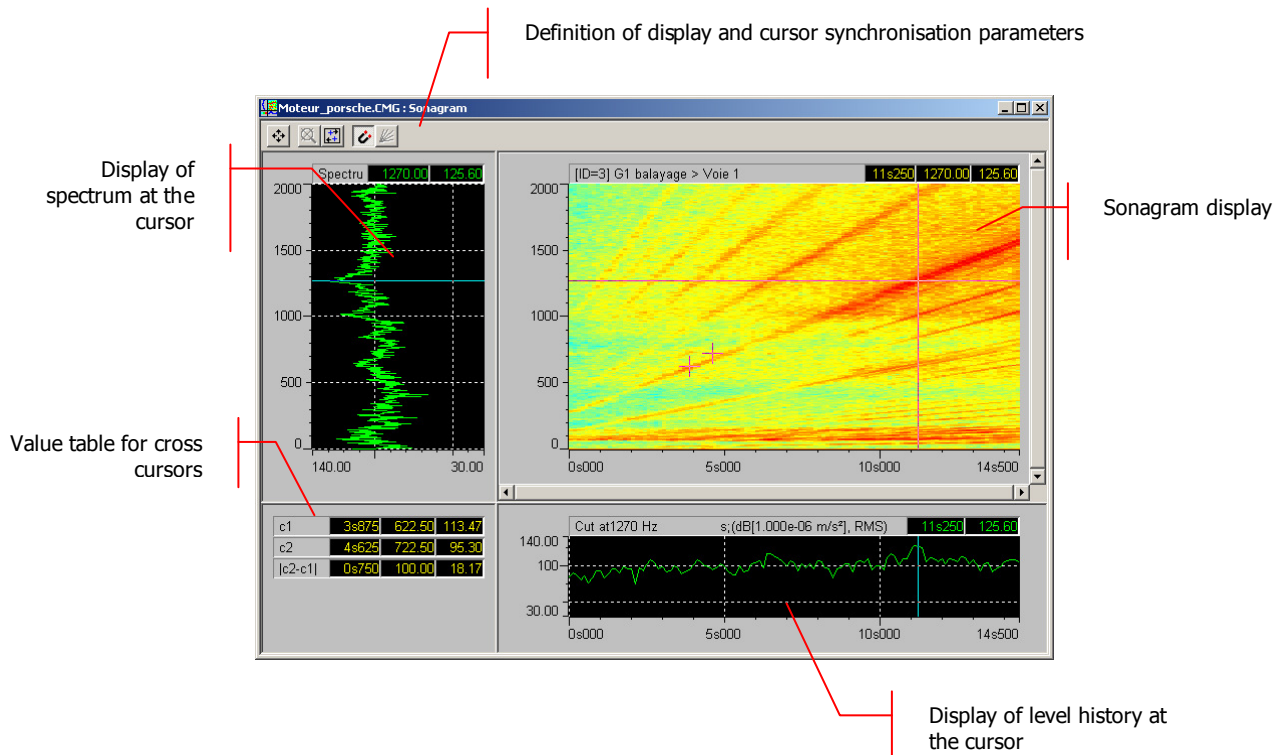 Definition of display and cursor synchronisation parameters
Moteur_porsche.CMG : Sonagram
Display of
spectrum at the
cursor
Spectru 1270.00 125.60
2000
1500
1000
500
0
140.00 30.00
[ID=3] G1 balayage > Voie 1 11s250 1270.00 125.60
2000
1500
1000
500
0
0s000 5s000 10s000 14s500
Sonagram display
Value table for cross
cursors
c1 3s875 622.50 113.47
c2 4s625 722.50 95.30
|c2-c1| 0s750 100.00 18.17
Cut at1270 Hz s;(dB[1.000e-06 m/s²], RMS) 11s250 125.60
140.00
100
30.00
0s000 5s000 10s000 14s500
Display of level history at
the cursor